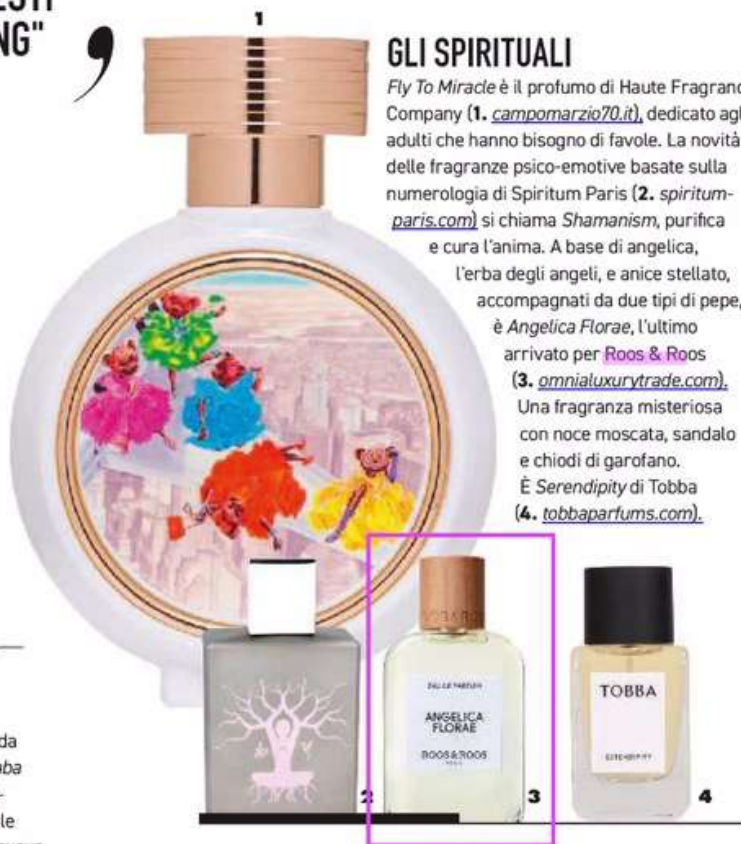 NG"
,
1
GLI SPIRITUALI
Fly To Miracle è il profumo di Haute Fragranc
Company (1. campomarzio70.it), dedicato agl
adulti che hanno bisogno di favole. La novità
delle fragranze psico-emotive basate sulla
numerologia di Spiritum Paris (2. spiritum-
paris.com) si chiama Shamanism, purifica
e cura l'anima. A base di angelica,
l'erba degli angeli, e anice stellato,
accompagnati da due tipi di pepe,
è Angelica Florae, l'ultimo
arrivato per Roos & Roos
(3. omnialuxurytrade.com).
Una fragranza misteriosa
con noce moscata, sandalo
e chiodi di garofano.
È Serendipity di Tobba
(4. tobbaparfums.com).
da
le
2
EAU DE PARFUM
ANGELICA
FLORAE
ROOS & ROOS
PARIS
3
TOBBA
SERENDIPITY
4